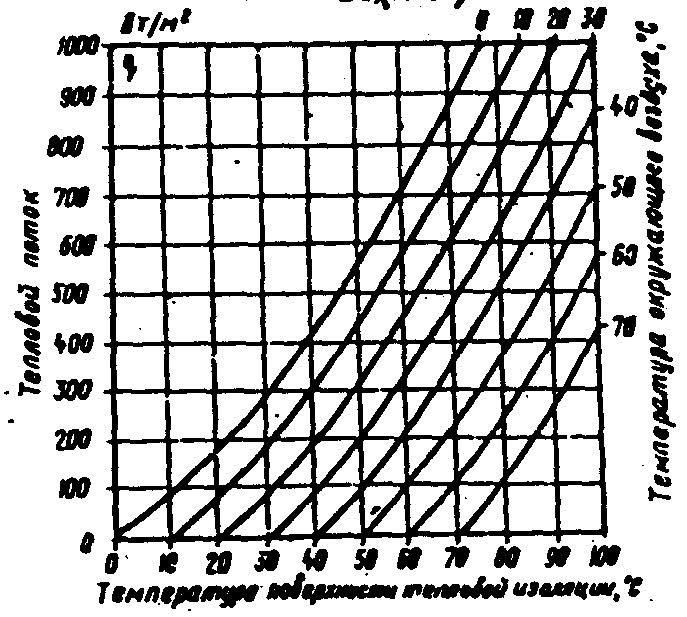 Вт/м²
0 10 20 30
1000
q
900
40
800
700
50
600
60
500
400
70
300
200
100
0
0 10 20 30 40 50 60 70 80 90 100
Температура поверхности тепловой изоляции, °С
Тепловой поток
Температура окружающего воздуха, °С